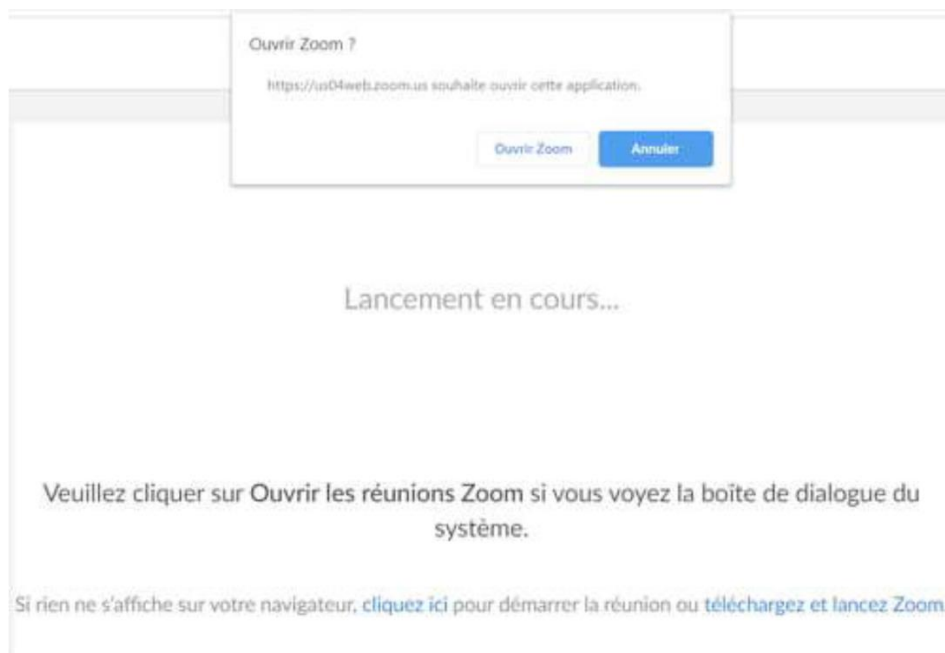 Ouvrir Zoom ?
https://us04web.zoom.us souhaite ouvrir cette application.
Ouvrir Zoom
Annuler
Lancement en cours...
Veuillez cliquer sur Ouvrir les réunions Zoom si vous voyez la boîte de dialogue du
système.
Si rien ne s'affiche sur votre navigateur, cliquez ici pour démarrer la réunion ou téléchargez et lancez Zoom